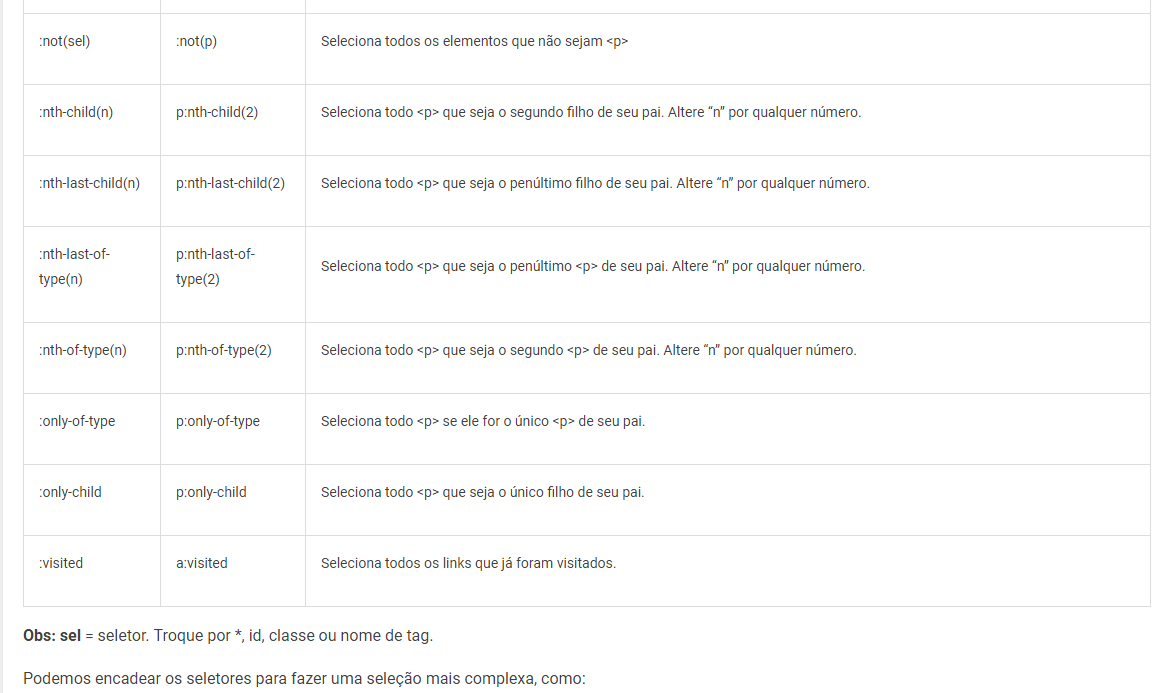 :not(sel) :not(p) Seleciona todos os elementos que não sejam <p>
:nth-child(n) p:nth-child(2) Seleciona todo <p> que seja o segundo filho de seu pai. Altere “n” por qualquer número.
:nth-last-child(n) p:nth-last-child(2) Seleciona todo <p> que seja o penúltimo filho de seu pai. Altere “n” por qualquer número.
:nth-last-of-
type(n)
p:nth-last-of-
type(2)
Seleciona todo <p> que seja o penúltimo <p> de seu pai. Altere “n” por qualquer número.
:nth-of-type(n) p:nth-of-type(2) Seleciona todo <p> que seja o segundo <p> de seu pai. Altere “n” por qualquer número.
:only-of-type p:only-of-type Seleciona todo <p> se ele for o único <p> de seu pai.
:only-child p:only-child Seleciona todo <p> que seja o único filho de seu pai.
:visited a:visited Seleciona todos os links que já foram visitados.
Obs: sel = seletor. Troque por *, id, classe ou nome de tag.
Podemos encadear os seletores para fazer uma seleção mais complexa, como: